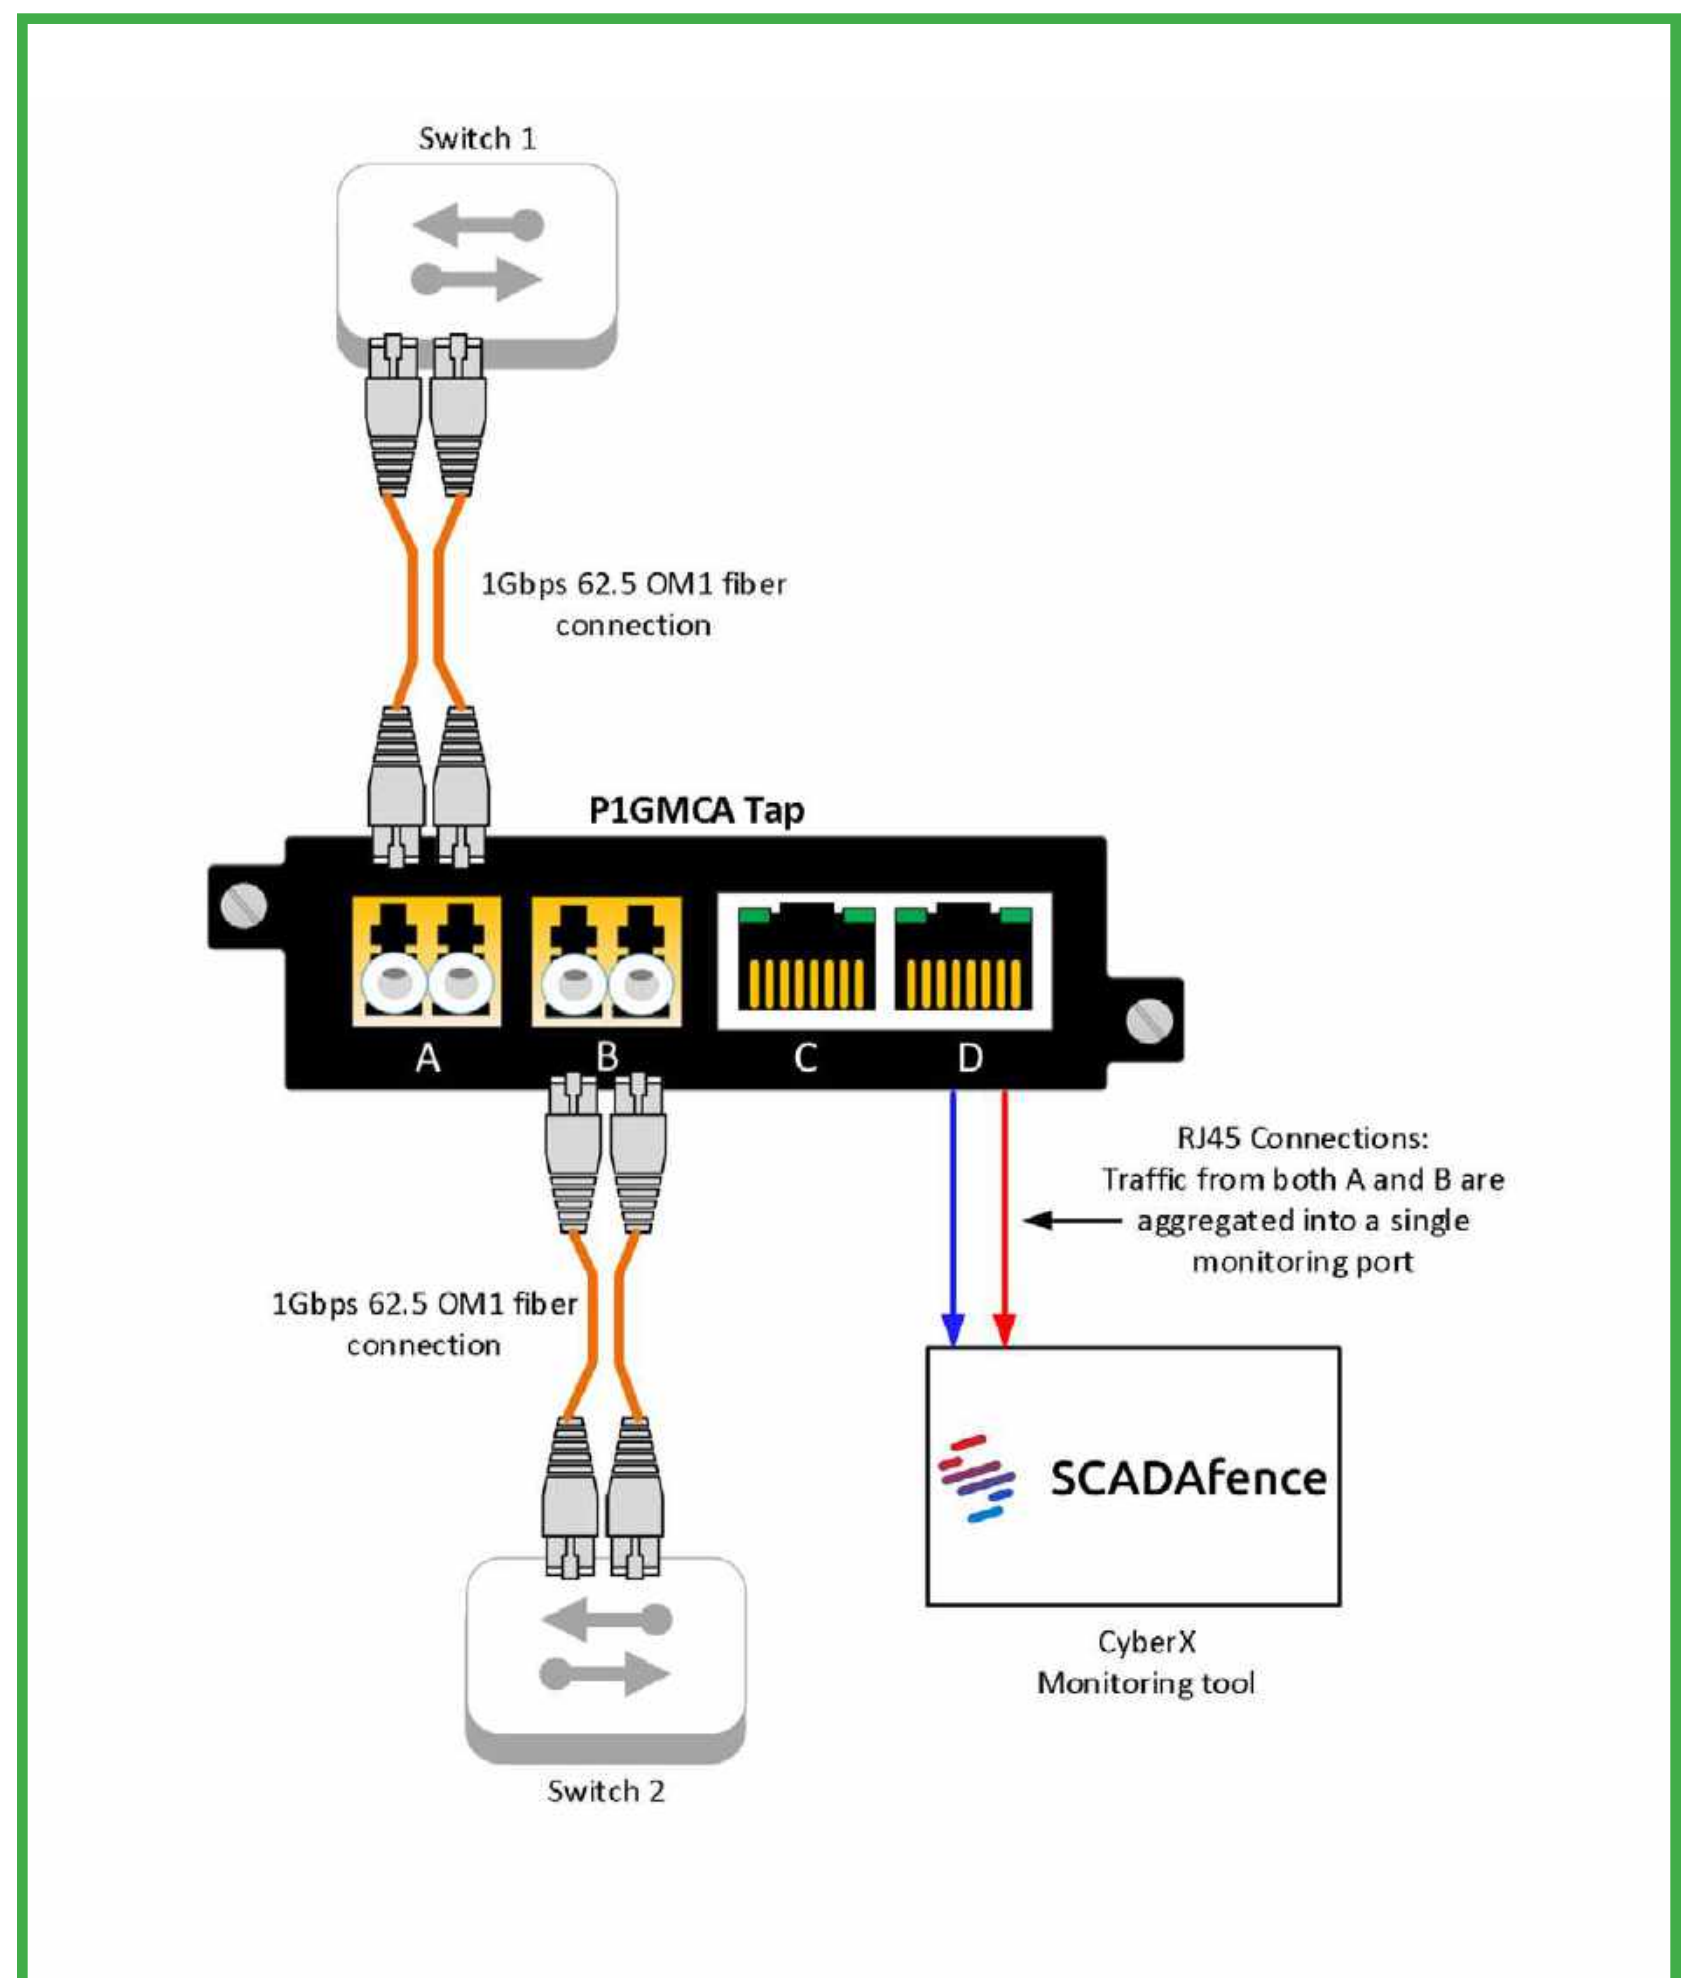 Switch 1
1Gbps 62.5 OM1 fiber
connection
P1GMCA Tap
A
B
C
D
RJ45 Connections:
Traffic from both A and B are
aggregated into a single
monitoring port
1Gbps 62.5 OM1 fiber
connection
SCADAfence
CyberX
Monitoring tool
Switch 2